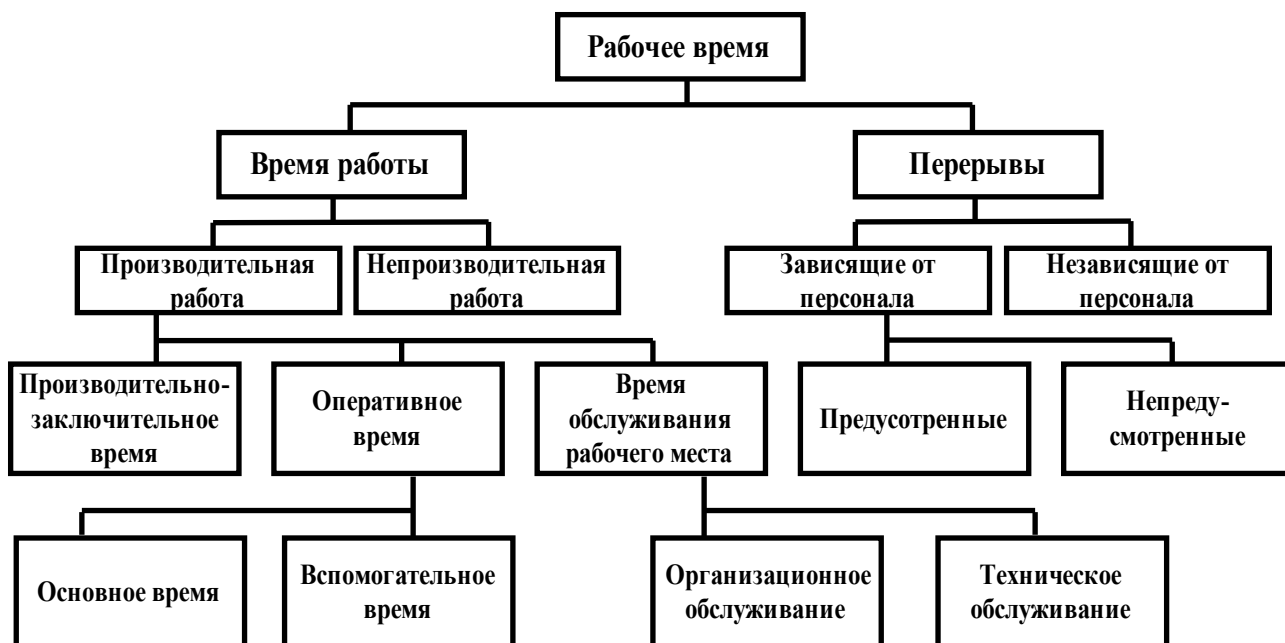 Рабочее время
Время работы
Перерывы
Производительная
работа
Непроизводительная
работа
Зависящие от
персонала
Независящие от
персонала
Производительно-
заключительное
время
Оперативное
время
Время
обслуживания
рабочего места
Предусотренные
Непреду-
смотренные
Основное время
Вспомогательное
время
Организационное
обслуживание
Техническое
обслуживание